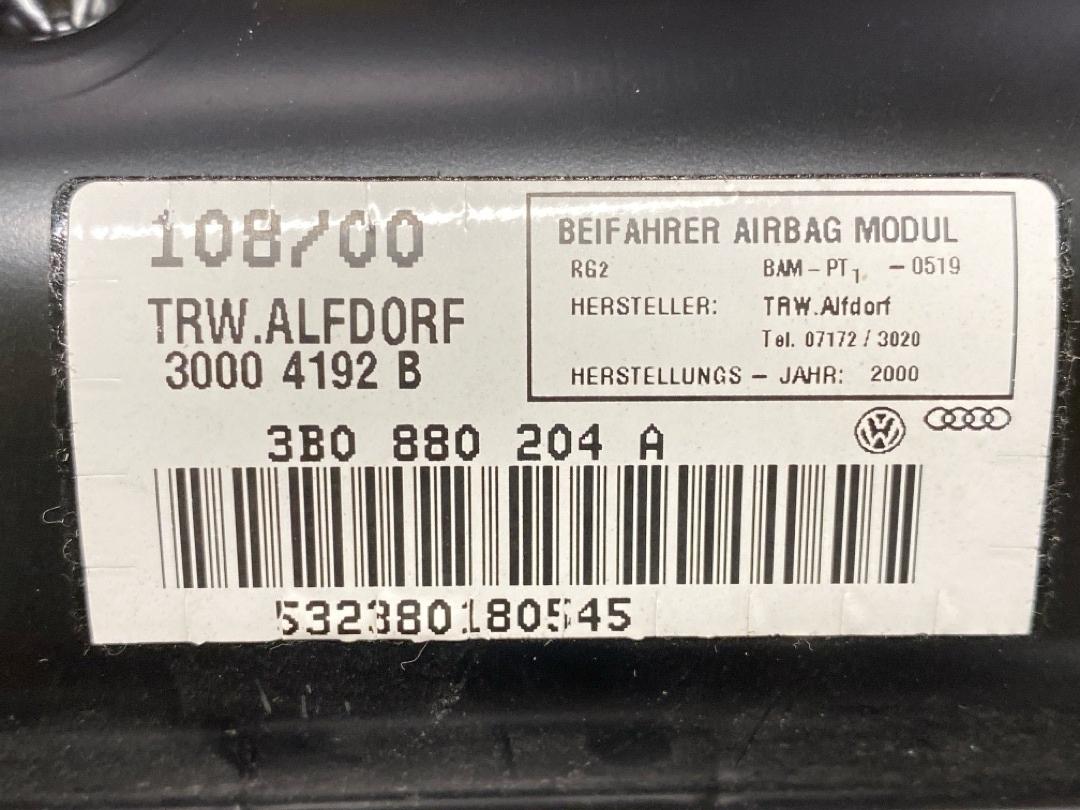 108/00
TRW.ALFDORF
3000 4192 B
BEIFAHRER AIRBAG MODUL
RG2 BAM-PT1 -0519
HERSTELLER: TRW.Alfdorf
Tel. 07172 / 3020
HERSTELLUNGS - JAHR: 2000
3B0 880 204 A
532380180545